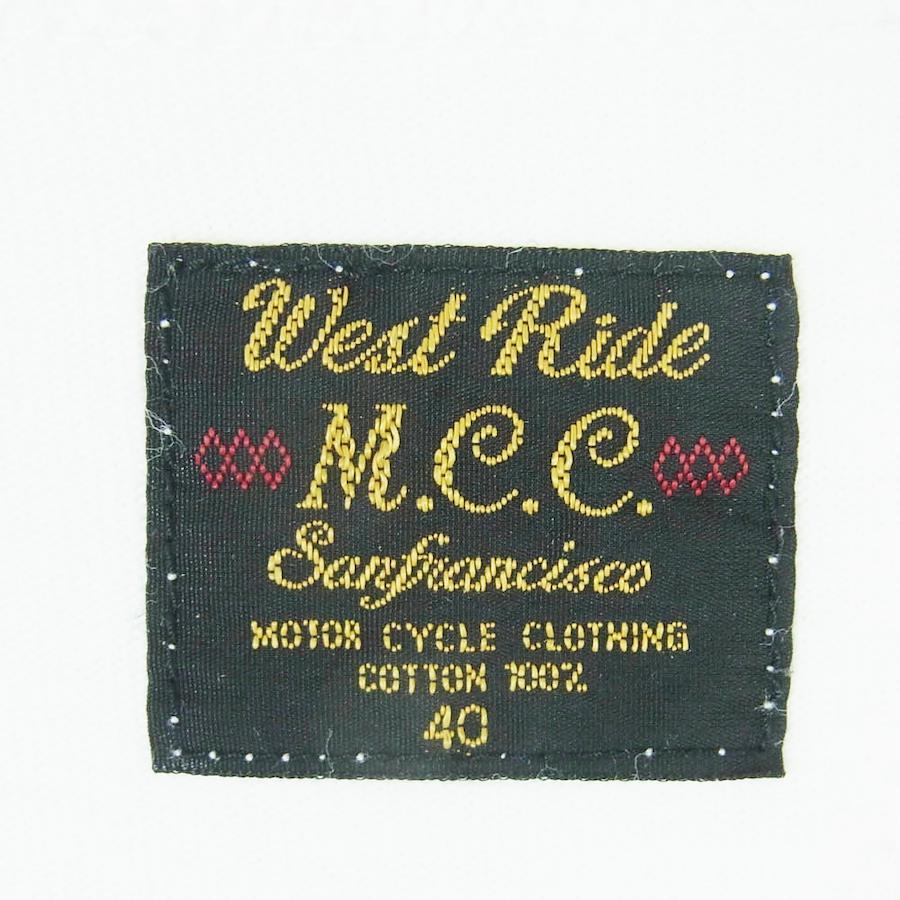 West Ride
M.C.C.
Sanfrancisco
MOTOR CYCLE CLOTHING
COTTON 100%
40